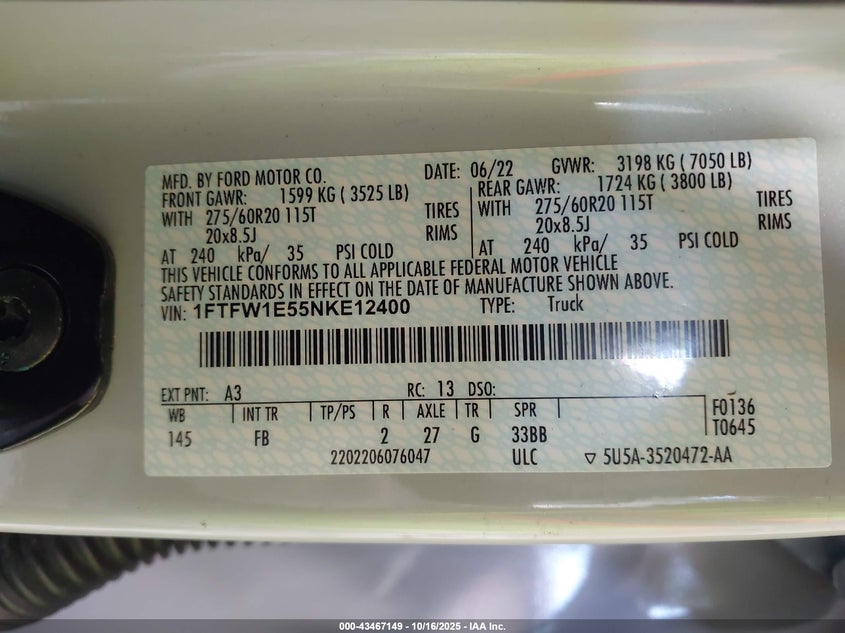 MFD. BY FORD MOTOR CO. DATE: 06/22 GVWR: 3198 KG ( 7050 LB)
FRONT GAWR: 1599 KG ( 3525 LB) REAR GAWR: 1724 KG ( 3800 LB)
WITH 275/60R20 115T TIRES WITH 275/60R20 115T TIRES
20x8.5J RIMS 20x8.5J RIMS
AT 240 kPa/ 35 PSI COLD AT 240 kPa/ 35 PSI COLD
THIS VEHICLE CONFORMS TO ALL APPLICABLE FEDERAL MOTOR VEHICLE
SAFETY STANDARDS IN EFFECT ON THE DATE OF MANUFACTURE SHOWN ABOVE.
VIN: 1FTFW1E55NKE12400 TYPE: Truck
EXT PNT: A3 RC: 13 DSO:
WB INT TR TP/PS R AXLE TR SPR F0136
145 FB 2 27 G 33BB T0645
2202206076047 ULC ▽ 5U5A-3520472-AA
000-43467149 - 10/16/2025 - IAA Inc.